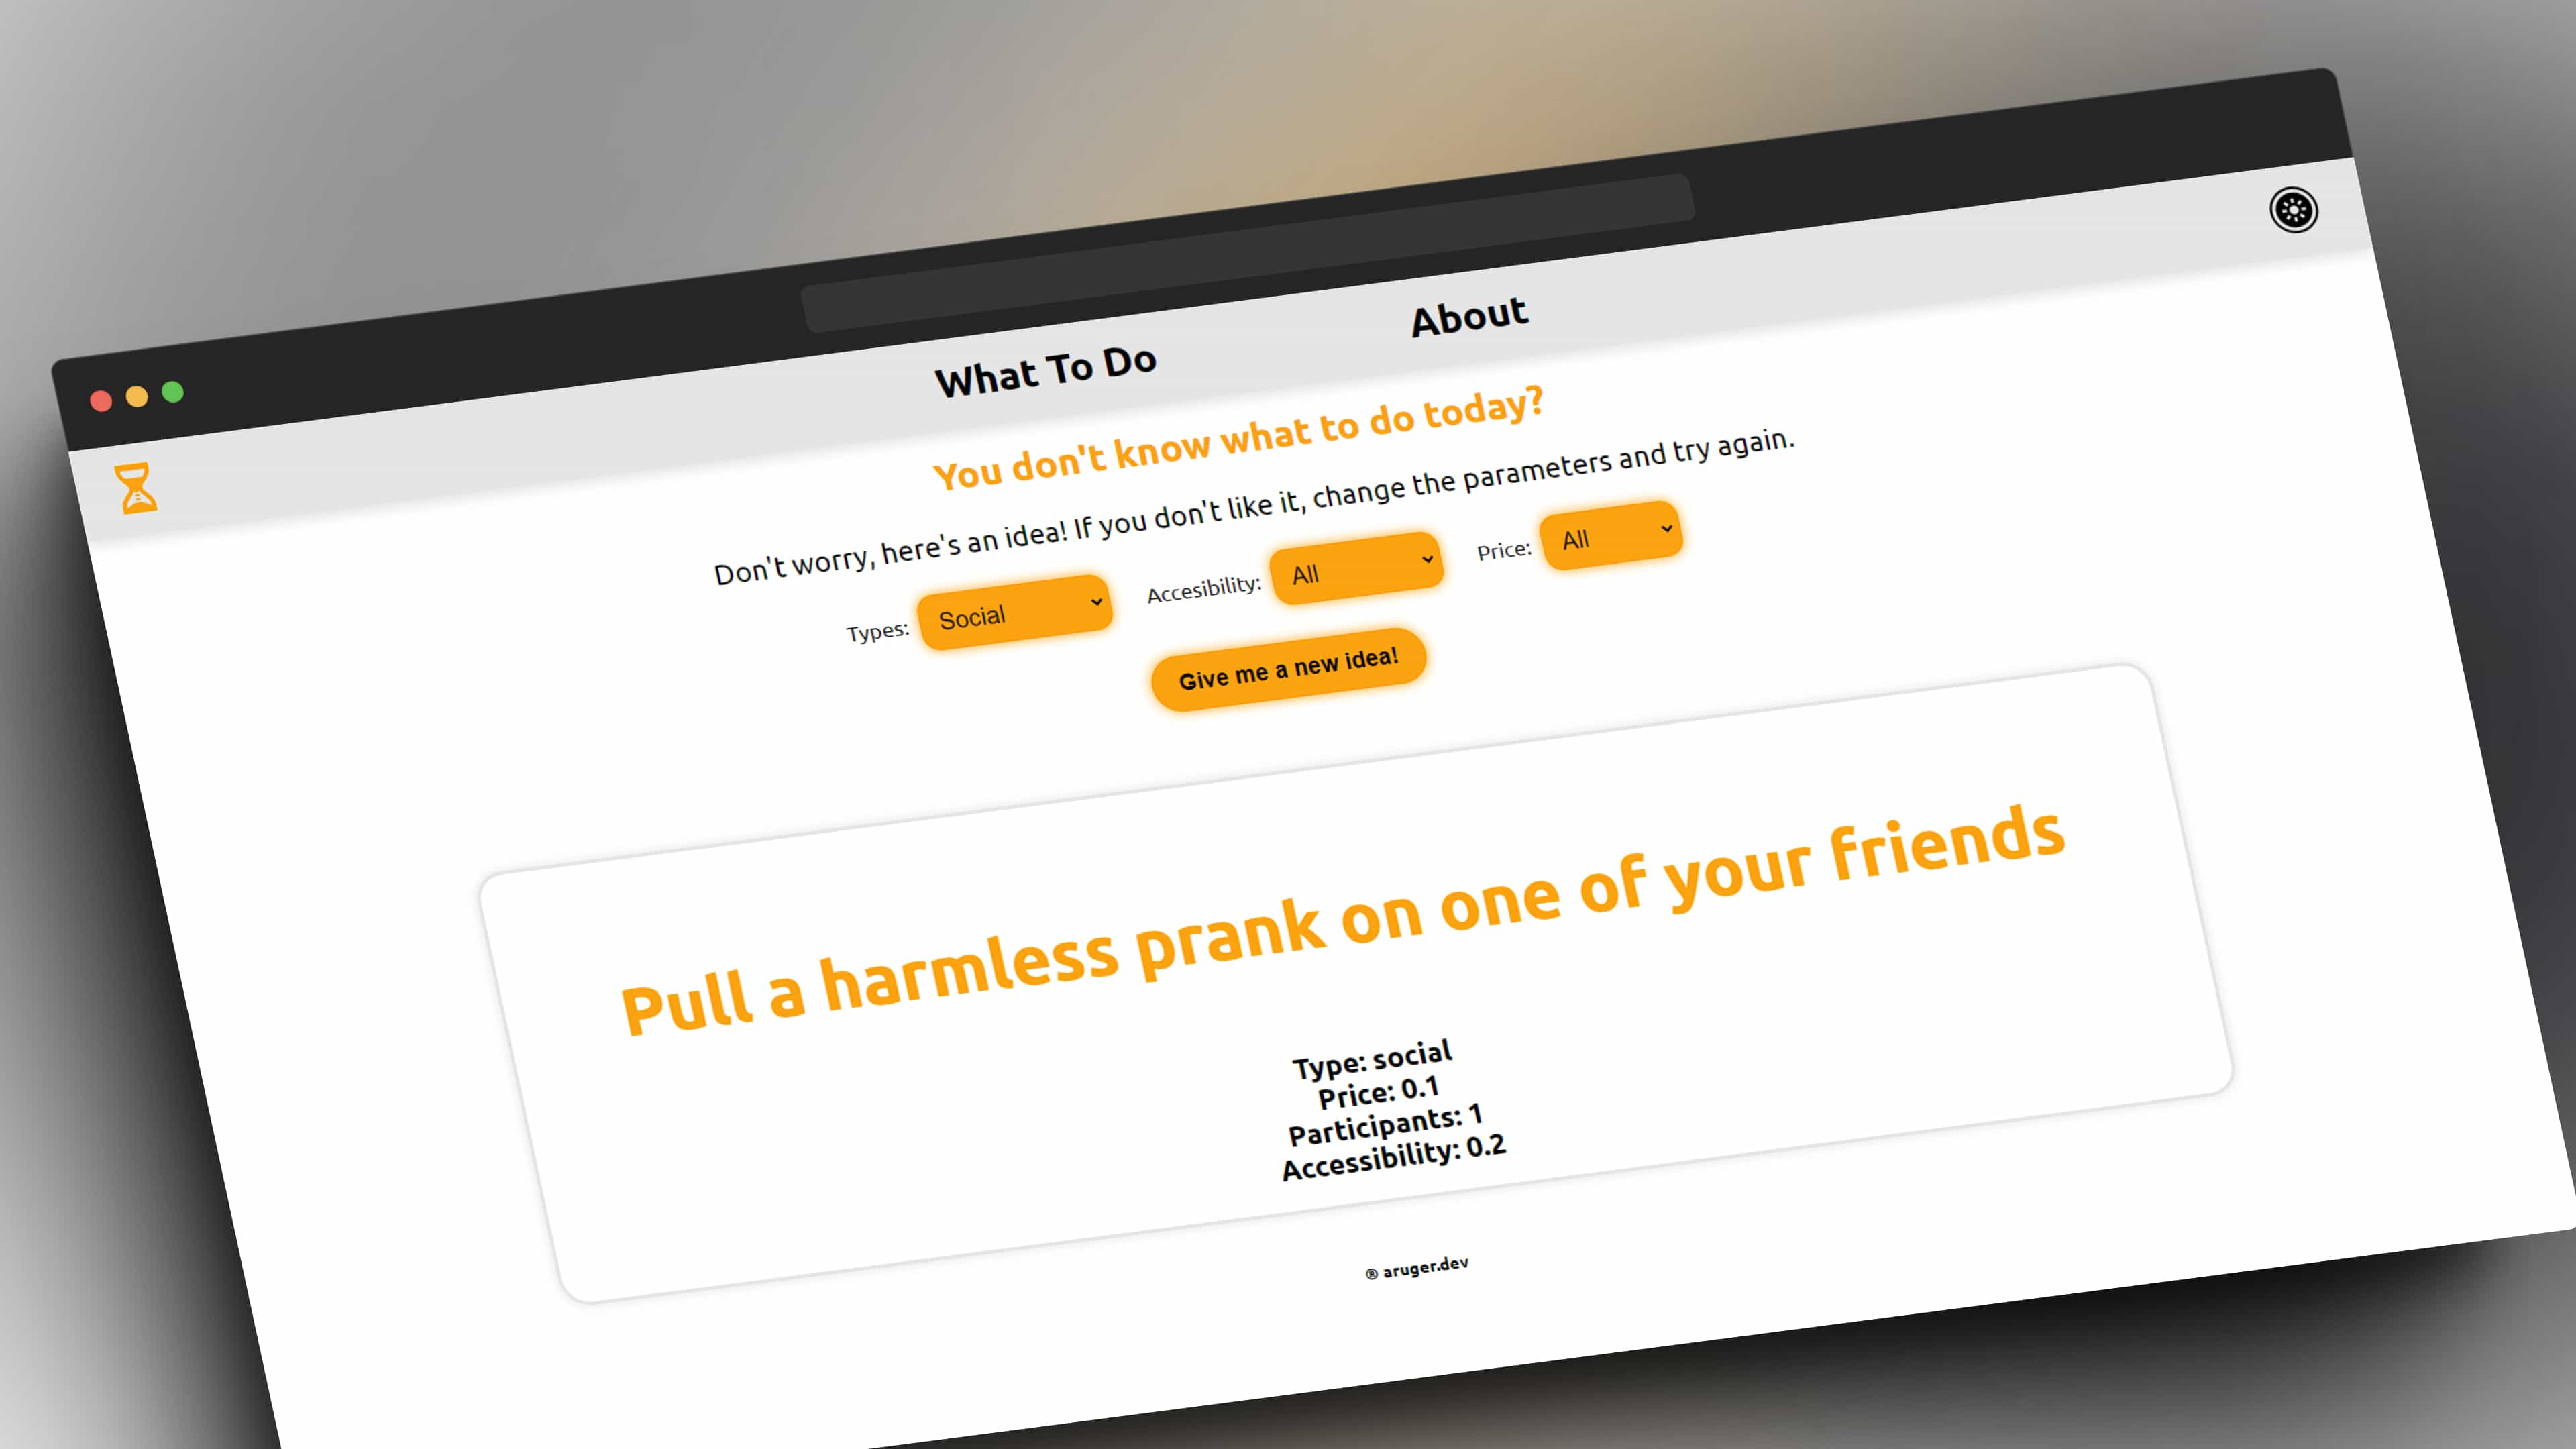 What To Do
About
You don't know what to do today?
Don't worry, here's an idea! If you don't like it, change the parameters and try again.
Types: Social Accesibility: All Price: All
Give me a new idea!
Pull a harmless prank on one of your friends
Type: social
Price: 0.1
Participants: 1
Accessibility: 0.2
® aruger.dev